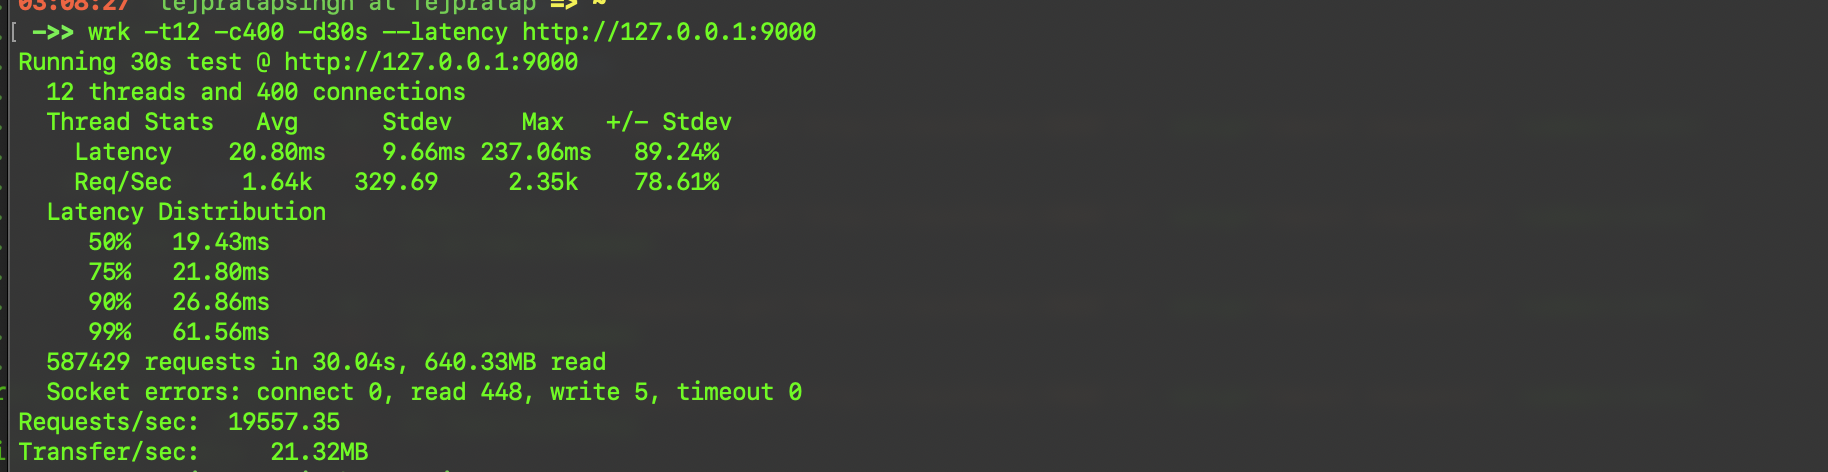 03:08:27 tejpratapsingh at Tejpratap => ~
[ ->> wrk -t12 -c400 -d30s --latency http://127.0.0.1:9000
Running 30s test @ http://127.0.0.1:9000
12 threads and 400 connections
Thread Stats Avg Stdev Max +/- Stdev
Latency 20.80ms 9.66ms 237.06ms 89.24%
Req/Sec 1.64k 329.69 2.35k 78.61%
Latency Distribution
50% 19.43ms
75% 21.80ms
90% 26.86ms
99% 61.56ms
587429 requests in 30.04s, 640.33MB read
Socket errors: connect 0, read 448, write 5, timeout 0
Requests/sec: 19557.35
Transfer/sec: 21.32MB